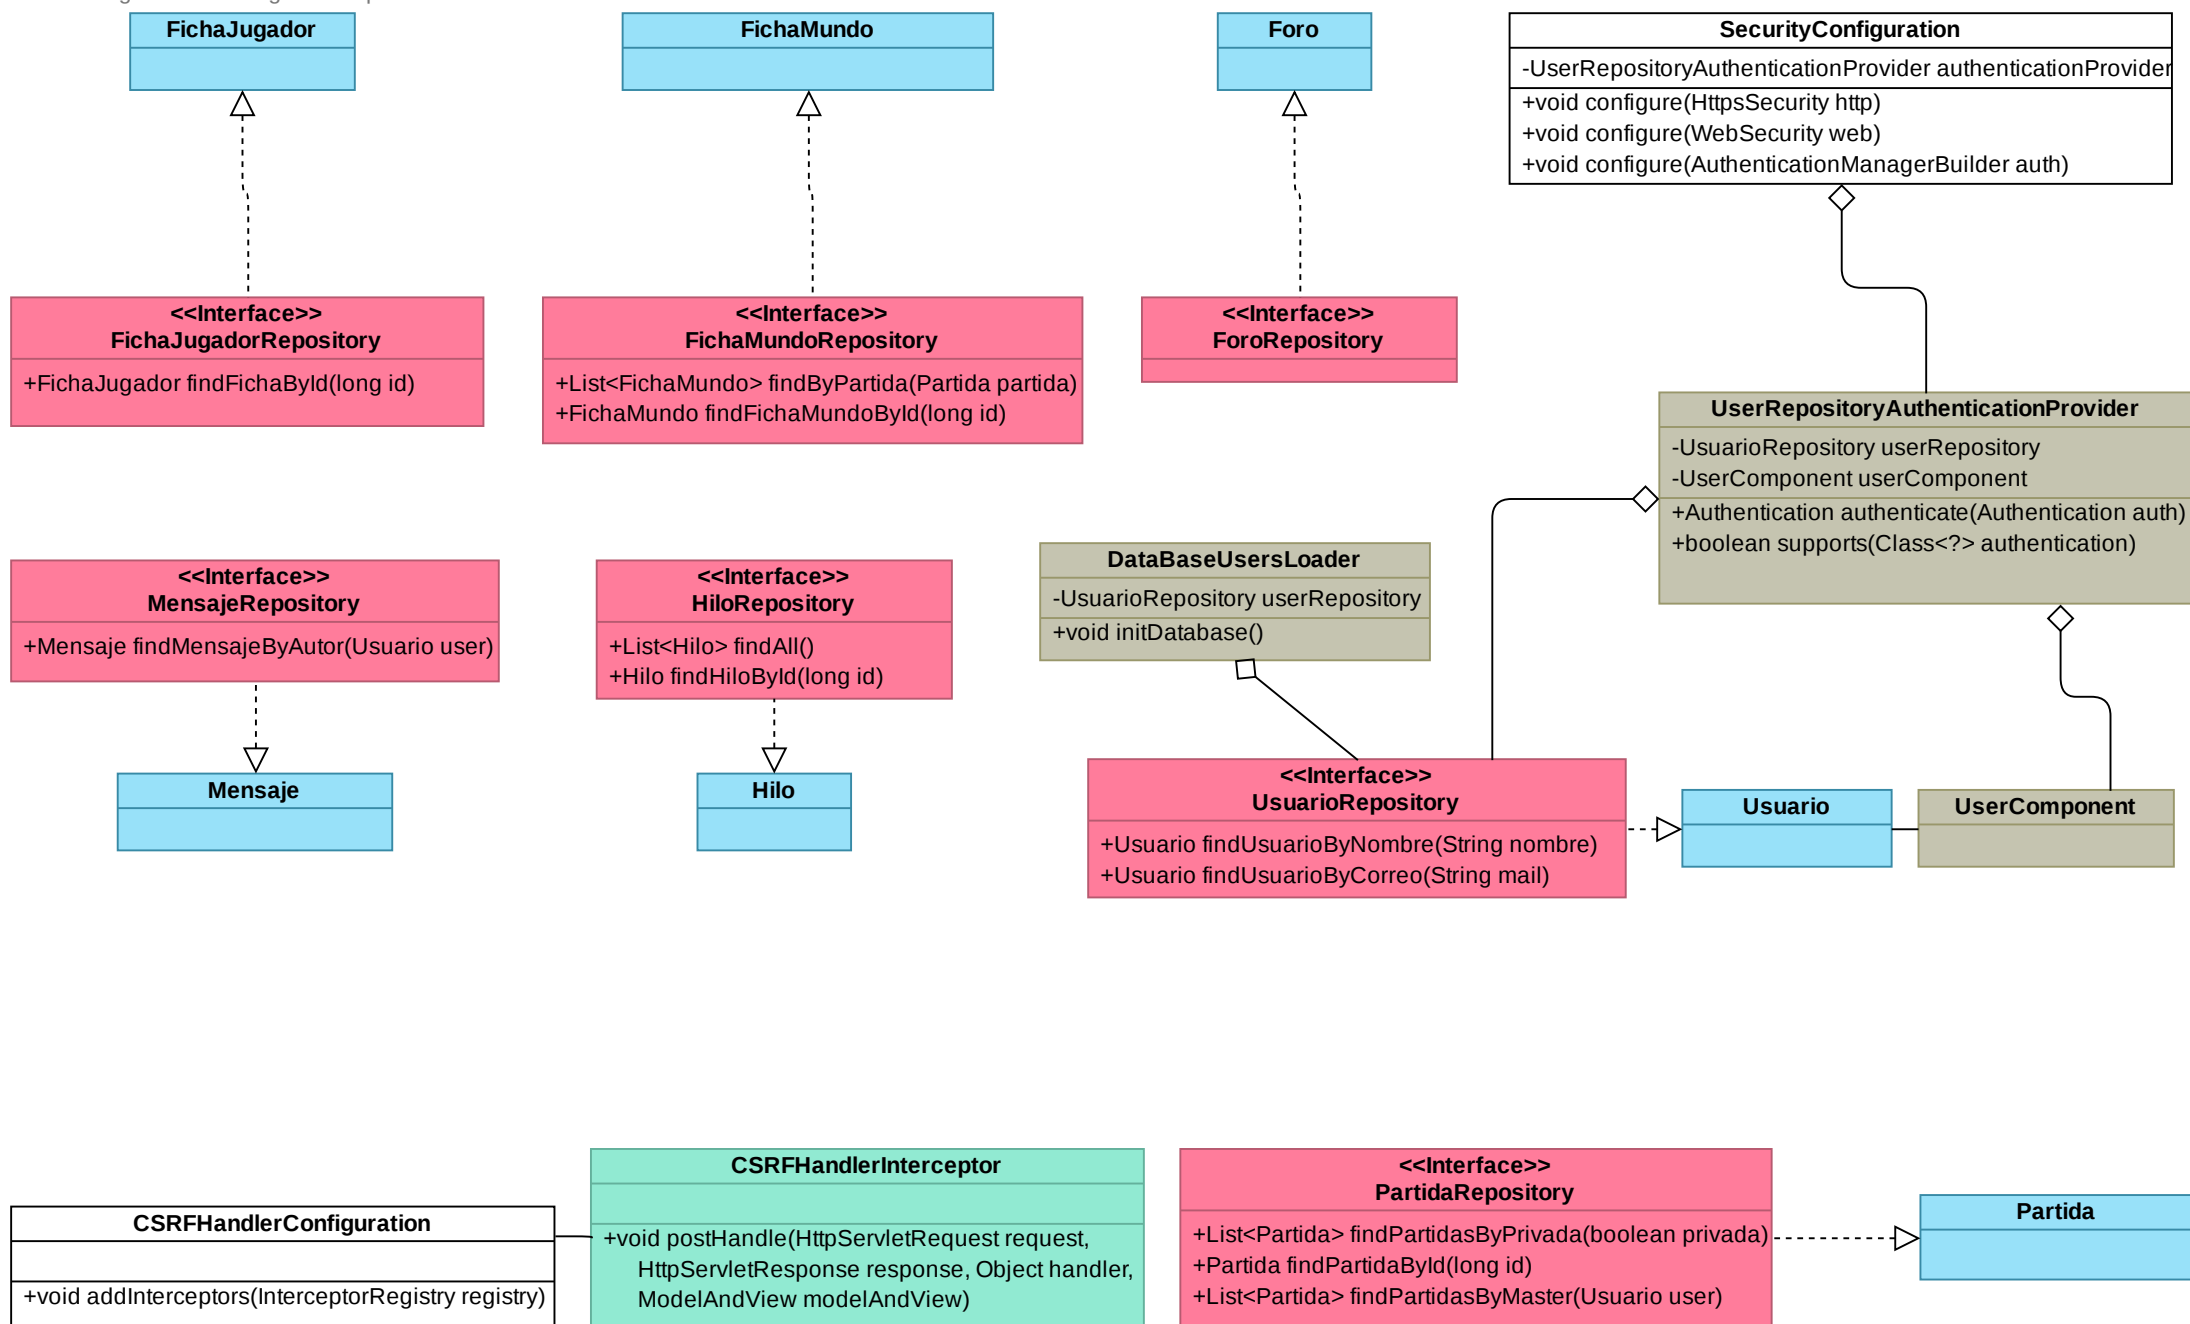 FichaJugador
FichaMundo
Foro
SecurityConfiguration
-UserRepositoryAuthenticationProvider authenticationProvider
+void configure(HttpsSecurity http)
+void configure(WebSecurity web)
+void configure(AuthenticationManagerBuilder auth)
<<Interface>>
FichaJugadorRepository
+FichaJugador findFichaById(long id)
<<Interface>>
FichaMundoRepository
+List<FichaMundo> findByPartida(Partida partida)
+FichaMundo findFichaMundoById(long id)
<<Interface>>
ForoRepository
UserRepositoryAuthenticationProvider
-UsuarioRepository userRepository
-UserComponent userComponent
+Authentication authenticate(Authentication auth)
+boolean supports(Class<?> authentication)
<<Interface>>
MensajeRepository
+Mensaje findMensajeByAutor(Usuario user)
<<Interface>>
HiloRepository
+List<Hilo> findAll()
+Hilo findHiloById(long id)
DataBaseUsersLoader
-UsuarioRepository userRepository
+void initDatabase()
Mensaje
Hilo
<<Interface>>
UsuarioRepository
+Usuario findUsuarioByNombre(String nombre)
+Usuario findUsuarioByCorreo(String mail)
Usuario
UserComponent
CSRFHandlerConfiguration
+void addInterceptors(InterceptorRegistry registry)
CSRFHandlerInterceptor
+void postHandle(HttpServletRequest request,
HttpServletResponse response, Object handler,
ModelAndView modelAndView)
<<Interface>>
PartidaRepository
+List<Partida> findPartidasByPrivada(boolean privada)
+Partida findPartidaById(long id)
+List<Partida> findPartidasByMaster(Usuario user)
Partida